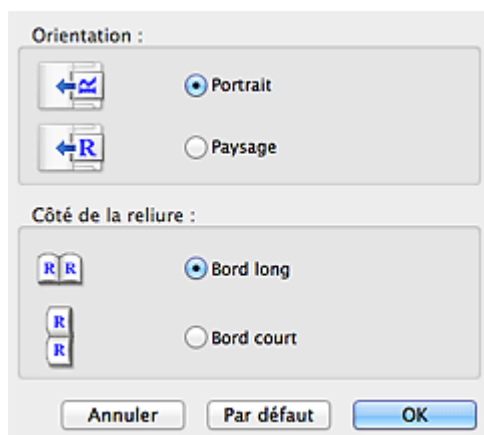 Orientation :
R
Portrait
R
Paysage
Côté de la reliure :
R R
Bord long
R
R
Bord court
Annuler Par défaut OK